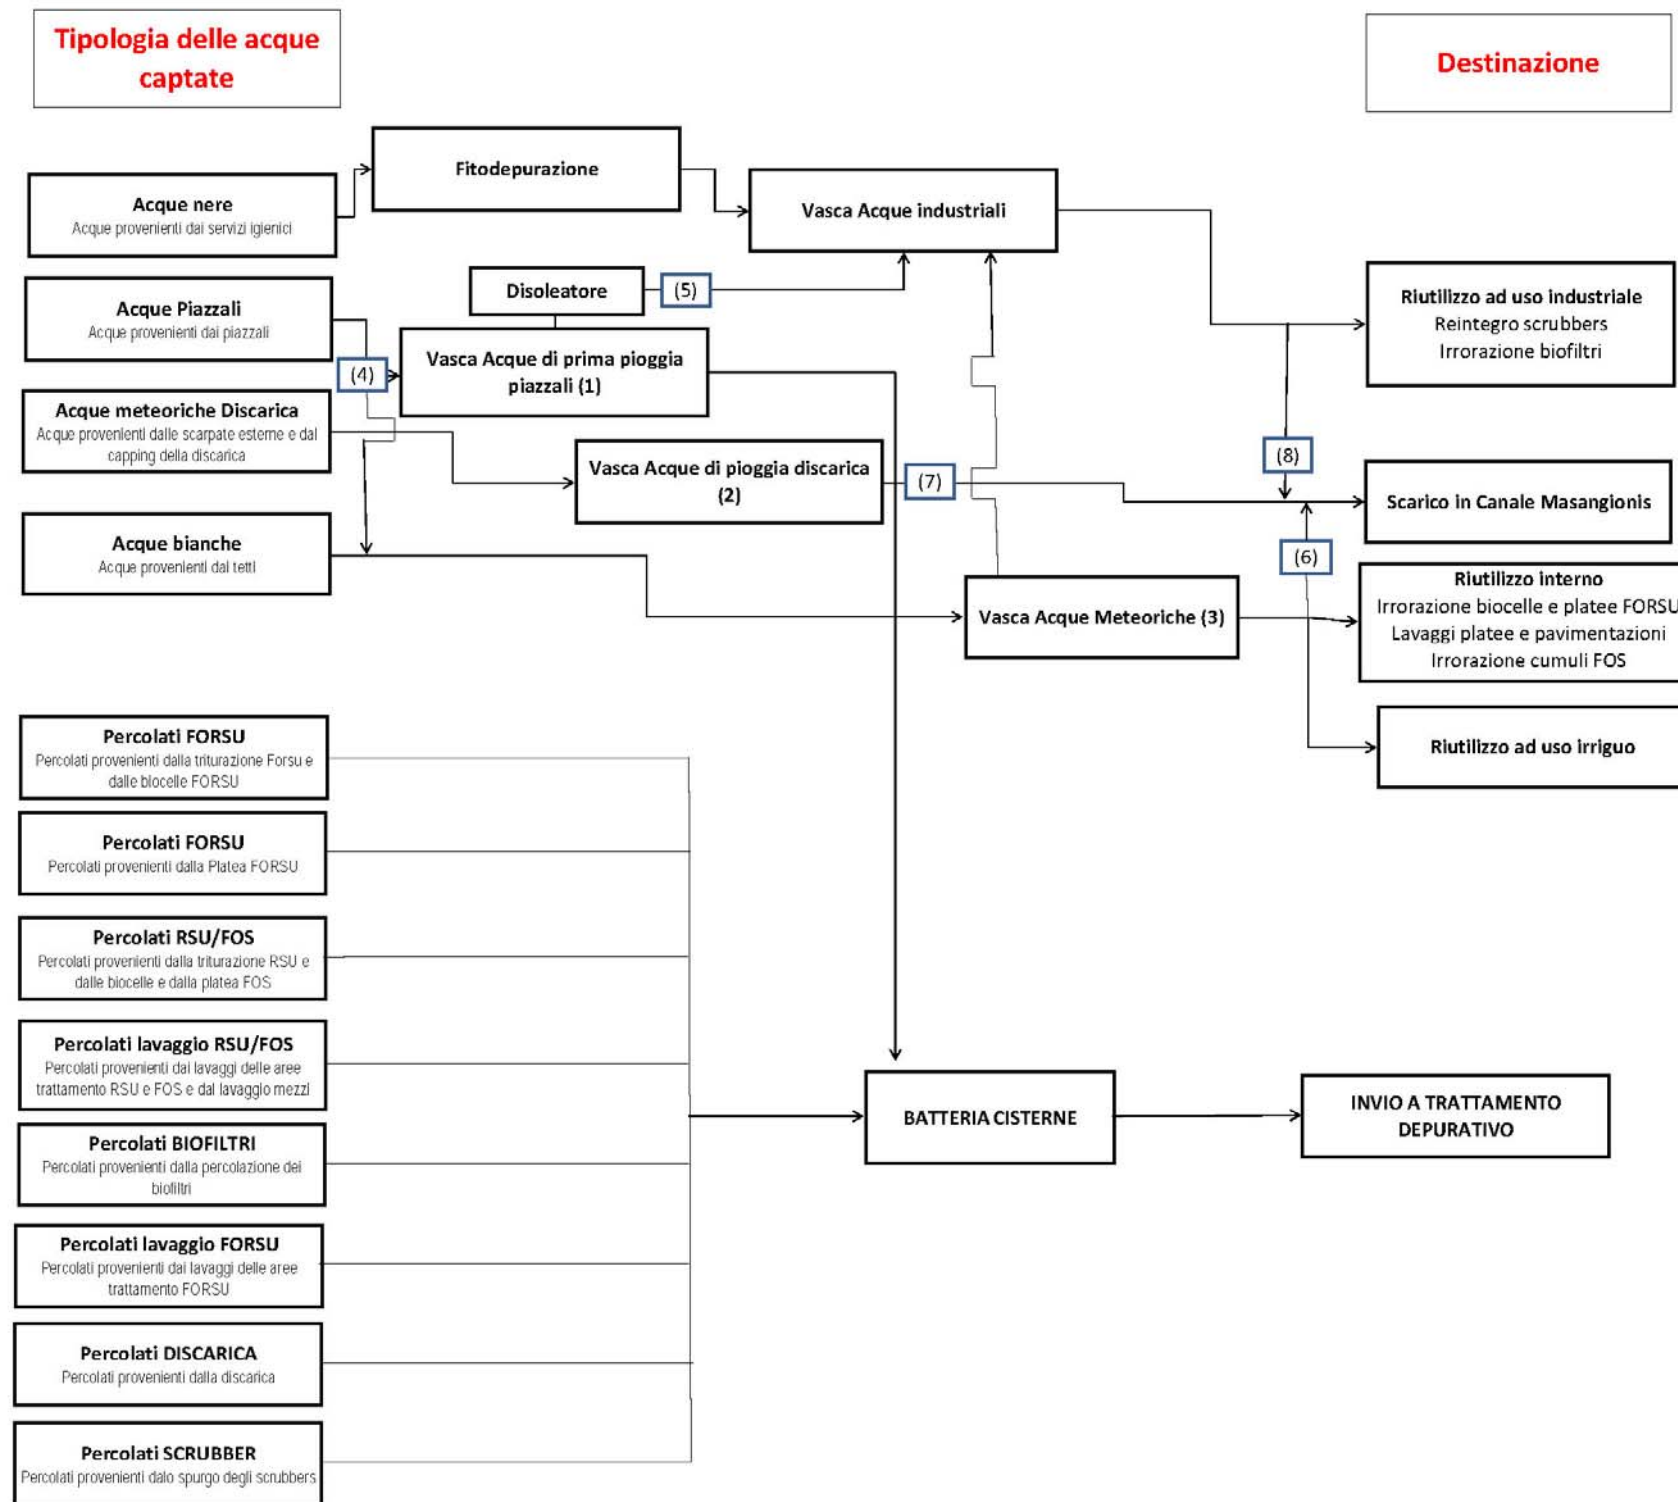 Tipologia delle acque
captate
Destinazione
Fitodepurazione
Acque nere
Acque provenienti dai servizi igienici
Vasca Acque industriali
Disoleatore
(5)
Acque Piazzali
Acque provenienti dai piazzali
Riutilizzo ad uso industriale
Reintegro scrubbers
Irrorazione biofiltri
(4)
Vasca Acque di prima pioggia
piazzali (1)
Acque meteoriche Discarica
Acque provenienti dalle scarpate esterne e dal
capping della discarica
Vasca Acque di pioggia discarica
(2)
(7)
(8)
Scarico in Canale Masangionis
Acque bianche
Acque provenienti dai tetti
(6)
Vasca Acque Meteoriche (3)
Riutilizzo interno
Irrorazione biocelle e platee FORSU
Lavaggi platee e pavimentazioni
Irrorazione cumuli FOS
Riutilizzo ad uso irriguo
Percolati FORSU
Percolati provenienti dalla triturazione Forsu e
dalle biocelle FORSU
Percolati FORSU
Percolati provenienti dalla Platea FORSU
Percolati RSU/FOS
Percolati provenienti dalla triturazione RSU e
dalle biocelle e dalla platea FOS
Percolati lavaggio RSU/FOS
Percolati provenienti dai lavaggi delle aree
trattamento RSU e FOS e dal lavaggio mezzi
BATTERIA CISTERNE
INVIO A TRATTAMENTO
DEPURATIVO
Percolati BIOFILTRI
Percolati provenienti dalla percolazione dei
biofiltri
Percolati lavaggio FORSU
Percolati provenienti dai lavaggi delle aree
trattamento FORSU
Percolati DISCARICA
Percolati provenienti dalla discarica
Percolati SCRUBBER
Percolati provenienti dalo spurgo degli scrubbers